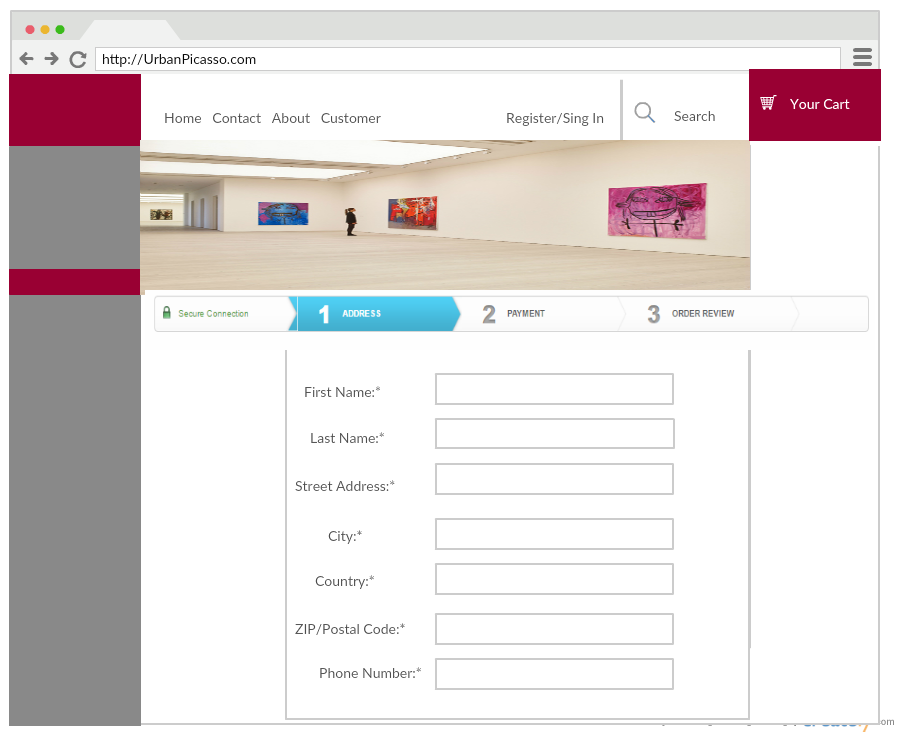 http://UrbanPicasso.com
Your Cart
Home Contact About Customer Register/Sing In Search
Secure Connection 1 ADDRESS 2 PAYMENT 3 ORDER REVIEW
First Name:*
Last Name:*
Street Address:*
City:*
Country:*
ZIP/Postal Code:*
Phone Number:*